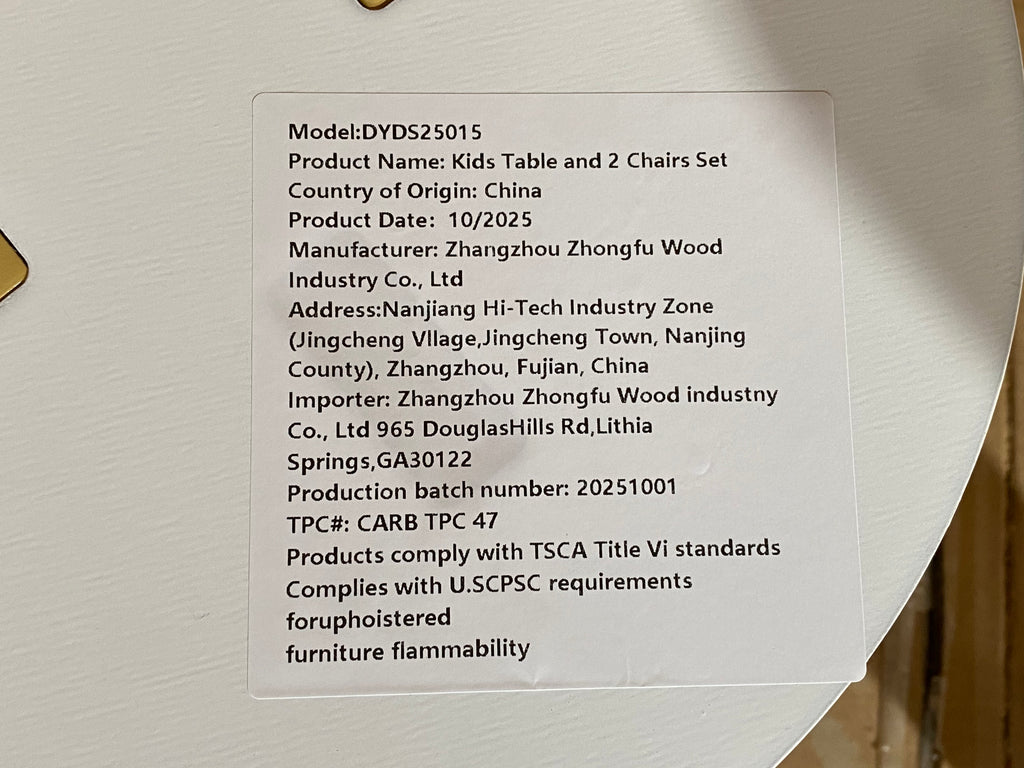 Model:DYDS25015
Product Name: Kids Table and 2 Chairs Set
Country of Origin: China
Product Date:  10/2025
Manufacturer: Zhangzhou Zhongfu Wood
Industry Co., Ltd
Address:Nanjiang Hi-Tech Industry Zone
(Jingcheng Vllage,Jingcheng Town, Nanjing
County), Zhangzhou, Fujian, China
Importer: Zhangzhou Zhongfu Wood industny
Co., Ltd 965 DouglasHills Rd,Lithia
Springs,GA30122
Production batch number: 20251001
TPC#: CARB TPC 47
Products comply with TSCA Title Vi standards
Complies with U.SCPSC requirements
foruphoistered
furniture flammability